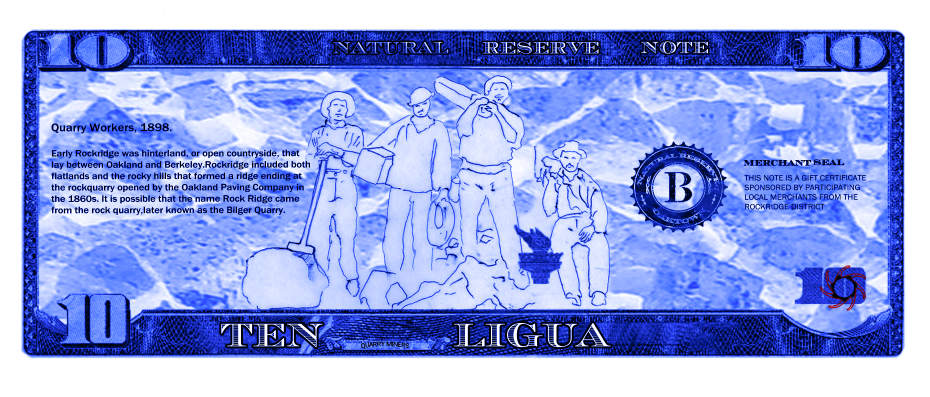 10 NATURAL RESERVE NOTE 10
Quarry Workers, 1898.
Early Rockridge was hinterland, or open countryside, that
lay between Oakland and Berkeley.Rockridge included both
flatlands and the rocky hills that formed a ridge ending at
the rockquarry opened by the Oakland Paving Company in
the 1860s. It is possible that the name Rock Ridge came
from the rock quarry,later known as the Bilger Quarry.
B
MERCHANT SEAL
THIS NOTE IS A GIFT CERTIFICATE
SPONSORED BY PARTICIPATING
LOCAL MERCHANTS FROM THE
ROCKRIDGE DISTRICT
10
10
TEN LIGUA
QUARRY MINERS